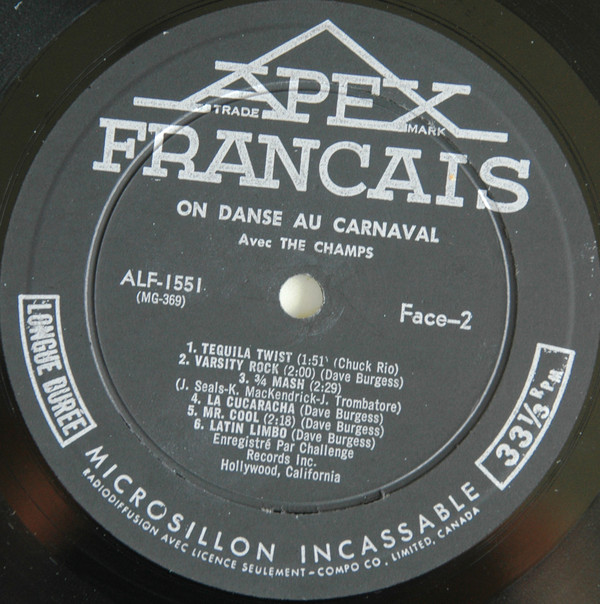 APEX
TRADE MARK
FRANCAIS
ON DANSE AU CARNAVAL
Avec THE CHAMPS
ALF-1551
(MG-369)
Face-2
1. TEQUILA TWIST (1:51) (Chuck Rio)
2. VARSITY ROCK (2:00) (Dave Burgess)
3. ¾ MASH (2:29)
(J. Seals-K. MacKendrick-J. Trombatore)
4. LA CUCARACHA (Dave Burgess)
5. MR. COOL (2:18) (Dave Burgess)
6. LATIN LIMBO (Dave Burgess)
Enregistré Par Challenge
Records Inc.
Hollywood, California
LONGUE DURÉE
33⅓ R.P.M.
MICROSILLON INCASSABLE
RADIODIFFUSION AVEC LICENCE SEULEMENT – COMPO CO., LIMITED, CANADA